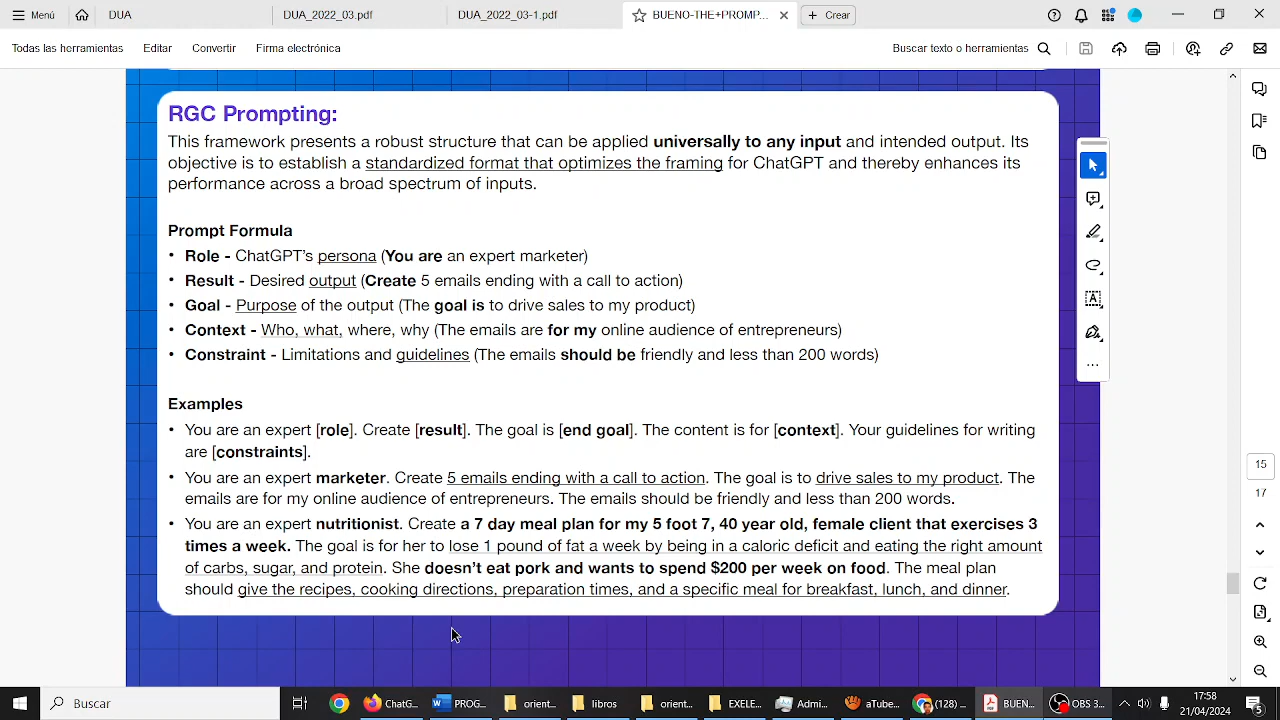 Menú
DUA
DUA_2022_03.pdf
DUA_2022_03-1.pdf
BUENO-THE+PROMP...
Crear
Todas las herramientas
Editar
Convertir
Firma electrónica
Buscar texto o herramientas
RGC Prompting:
This framework presents a robust structure that can be applied universally to any input and intended output. Its
objective is to establish a standardized format that optimizes the framing for ChatGPT and thereby enhances its
performance across a broad spectrum of inputs.
Prompt Formula
• Role - ChatGPT's persona (You are an expert marketer)
• Result - Desired output (Create 5 emails ending with a call to action)
• Goal - Purpose of the output (The goal is to drive sales to my product)
• Context - Who, what, where, why (The emails are for my online audience of entrepreneurs)
• Constraint - Limitations and guidelines (The emails should be friendly and less than 200 words)
Examples
• You are an expert [role]. Create [result]. The goal is [end goal]. The content is for [context]. Your guidelines for writing
are [constraints].
• You are an expert marketer. Create 5 emails ending with a call to action. The goal is to drive sales to my product. The
emails are for my online audience of entrepreneurs. The emails should be friendly and less than 200 words.
• You are an expert nutritionist. Create a 7 day meal plan for my 5 foot 7, 40 year old, female client that exercises 3
times a week. The goal is for her to lose 1 pound of fat a week by being in a caloric deficit and eating the right amount
of carbs, sugar, and protein. She doesn't eat pork and wants to spend $200 per week on food. The meal plan
should give the recipes, cooking directions, preparation times, and a specific meal for breakfast, lunch, and dinner.
15
17
Buscar
ChatG...
PROG...
orient...
libros
orient...
EXELE...
Admi...
aTube...
(128) ...
BUEN...
OBS 3...
17:58
21/04/2024
5